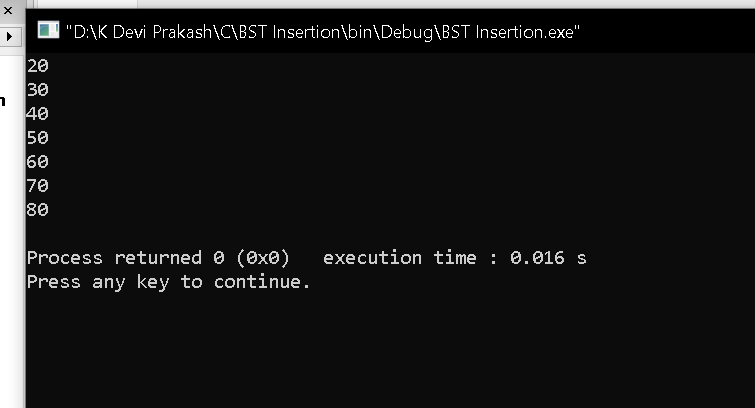 "D:\K Devi Prakash\C\BST Insertion\bin\Debug\BST Insertion.exe"
20
30
40
50
60
70
80
Process returned 0 (0x0)   execution time : 0.016 s
Press any key to continue.